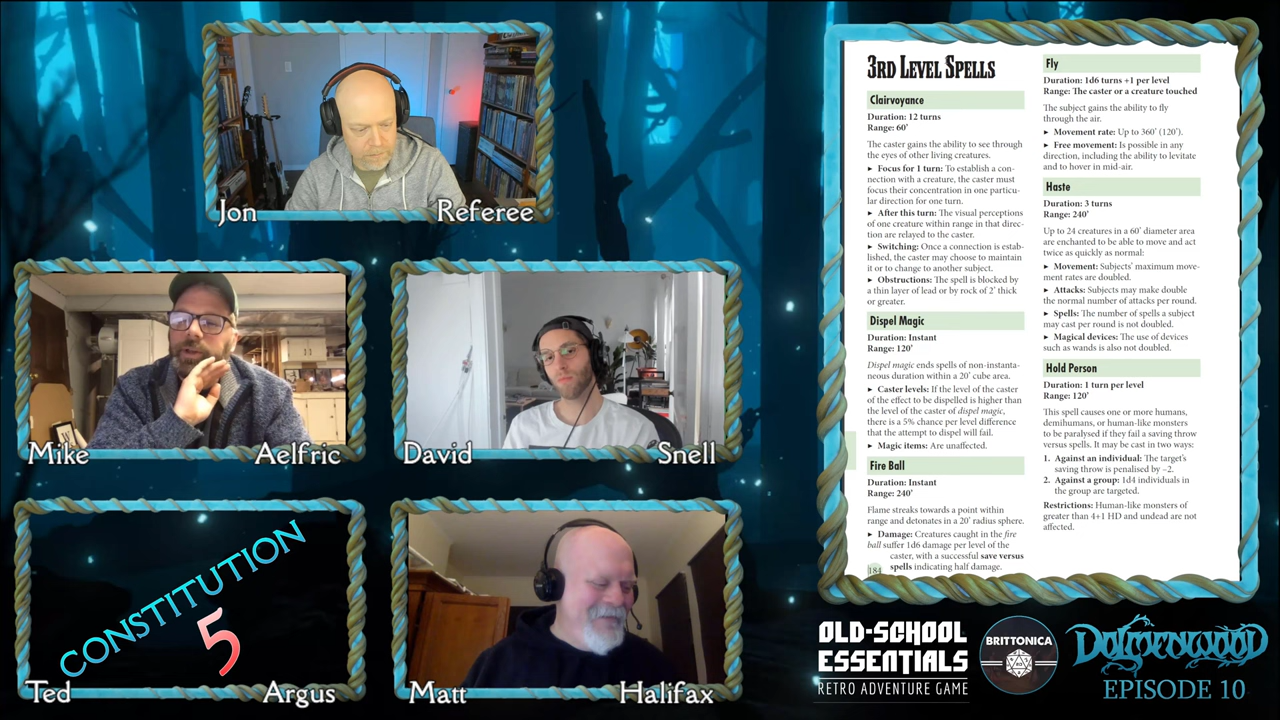 Jon
Referee
Mike
Aelfric
David
Snell
CONSTITUTION
5
Ted
Argus
Matt
Halifax
3RD LEVEL SPELLS
Clairvoyance
Duration: 12 turns
Range: 60'
The caster gains the ability to see through
the eyes of other living creatures.
► Focus for 1 turn: To establish a con-
nection with a creature, the caster must
focus their concentration in one particu-
lar direction for one turn.
► After this turn: The visual perceptions
of one creature within range in that direc-
tion are relayed to the caster.
► Switching: Once a connection is estab-
lished, the caster may choose to maintain
it or to change to another subject.
► Obstructions: The spell is blocked by
a thin layer of lead or by rock of 2' thick
or greater.
Dispel Magic
Duration: Instant
Range: 120'
Dispel magic ends spells of non-instanta-
neous duration within a 20' cube area.
► Caster levels: If the level of the caster
of the effect to be dispelled is higher than
the level of the caster of dispel magic,
there is a 5% chance per level difference
that the attempt to dispel will fail.
► Magic items: Are unaffected.
Fire Ball
Duration: Instant
Range: 240'
Flame streaks towards a point within
range and detonates in a 20' radius sphere.
► Damage: Creatures caught in the fire
ball suffer 1d6 damage per level of the
caster, with a successful save versus
spells indicating half damage.
184
Fly
Duration: 1d6 turns +1 per level
Range: The caster or a creature touched
The subject gains the ability to fly
through the air.
► Movement rate: Up to 360' (120').
► Free movement: Is possible in any
direction, including the ability to levitate
and to hover in mid-air.
Haste
Duration: 3 turns
Range: 240'
Up to 24 creatures in a 60' diameter area
are enchanted to be able to move and act
twice as quickly as normal:
► Movement: Subjects' maximum move-
ment rates are doubled.
► Attacks: Subjects may make double
the normal number of attacks per round.
► Spells: The number of spells a subject
may cast per round is not doubled.
► Magical devices: The use of devices
such as wands is also not doubled.
Hold Person
Duration: 1 turn per level
Range: 120'
This spell causes one or more humans,
demihumans, or human-like monsters
to be paralysed if they fail a saving throw
versus spells. It may be cast in two ways:
1. Against an individual: The target's
saving throw is penalised by –2.
2. Against a group: 1d4 individuals in
the group are targeted.
Restrictions: Human-like monsters of
greater than 4+1 HD and undead are not
affected.
OLD-SCHOOL
ESSENTIALS
RETRO ADVENTURE GAME
BRITTONICA
DOLMENWOOD
EPISODE 10